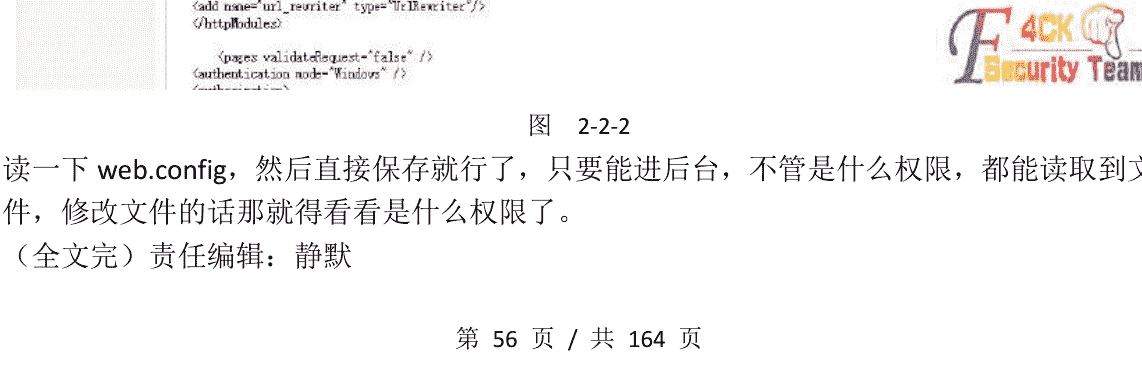 <add name="url_rewriter" type="UrlRewriter"/>
</httpModules>
<pages validateRequest="false" />
<authentication mode="Windows" />
F4CK
Security Team
图 2-2-2
读一下 web.config，然后直接保存就行了，只要能进后台，不管是什么权限，都能读取到文
件，修改文件的话那就得看看是什么权限了。
（全文完）责任编辑：静默
第 56 页 / 共 164 页